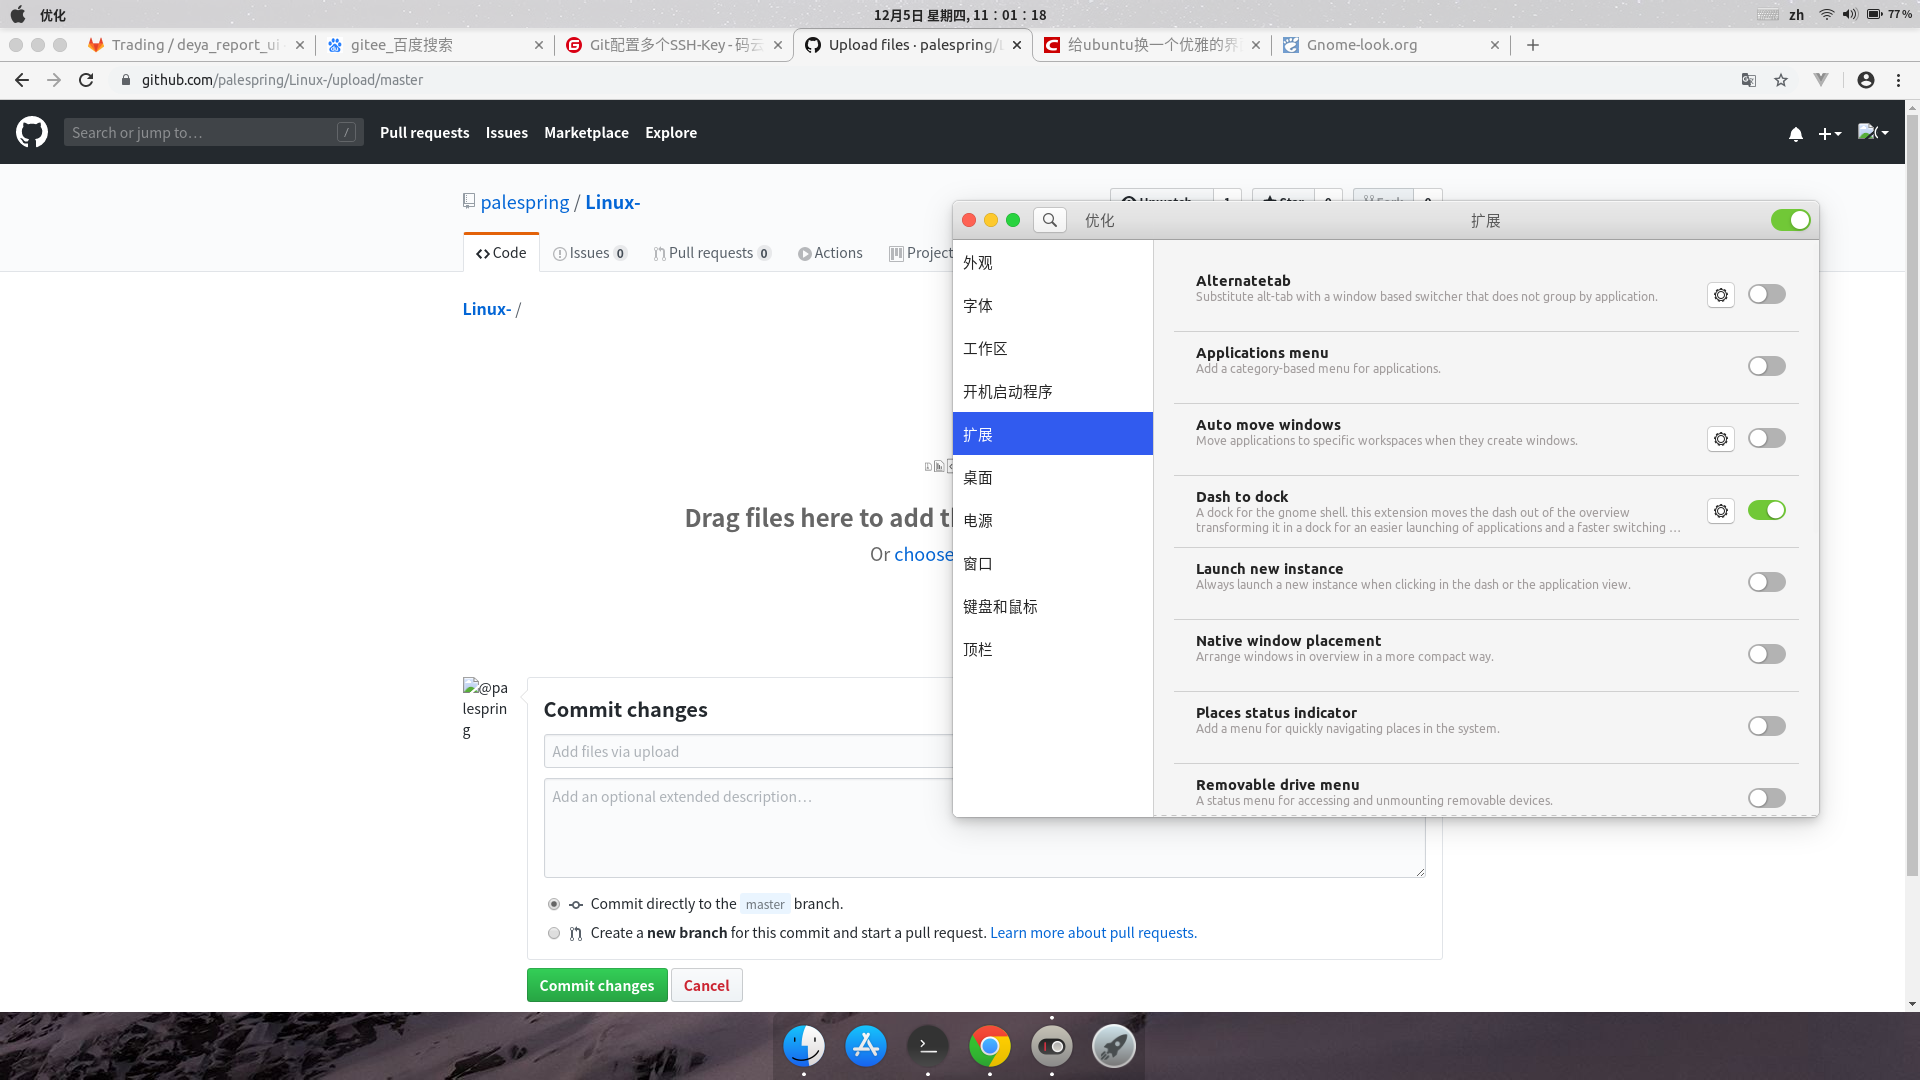 优化
12月5日 星期四, 11：01：18
zh
77%
Trading / deya_report_ui
gitee_百度搜索
Git配置多个SSH-Key - 码云
Upload files · palespring/L
给ubuntu换一个优雅的界
Gnome-look.org
github.com/palespring/Linux-/upload/master
Search or jump to…
/
Pull requests
Issues
Marketplace
Explore
palespring / Linux-
Code
Issues 0
Pull requests 0
Actions
Project
Linux- /
Drag files here to add th
Or choose
@palespring
Commit changes
Add files via upload
Add an optional extended description…
Commit directly to the master branch.
Create a new branch for this commit and start a pull request. Learn more about pull requests.
Commit changes
Cancel
优化
扩展
外观
字体
工作区
开机启动程序
扩展
桌面
电源
窗口
键盘和鼠标
顶栏
Alternatetab
Substitute alt-tab with a window based switcher that does not group by application.
Applications menu
Add a category-based menu for applications.
Auto move windows
Move applications to specific workspaces when they create windows.
Dash to dock
A dock for the gnome shell. this extension moves the dash out of the overview
transforming it in a dock for an easier launching of applications and a faster switching …
Launch new instance
Always launch a new instance when clicking in the dash or the application view.
Native window placement
Arrange windows in overview in a more compact way.
Places status indicator
Add a menu for quickly navigating places in the system.
Removable drive menu
A status menu for accessing and unmounting removable devices.